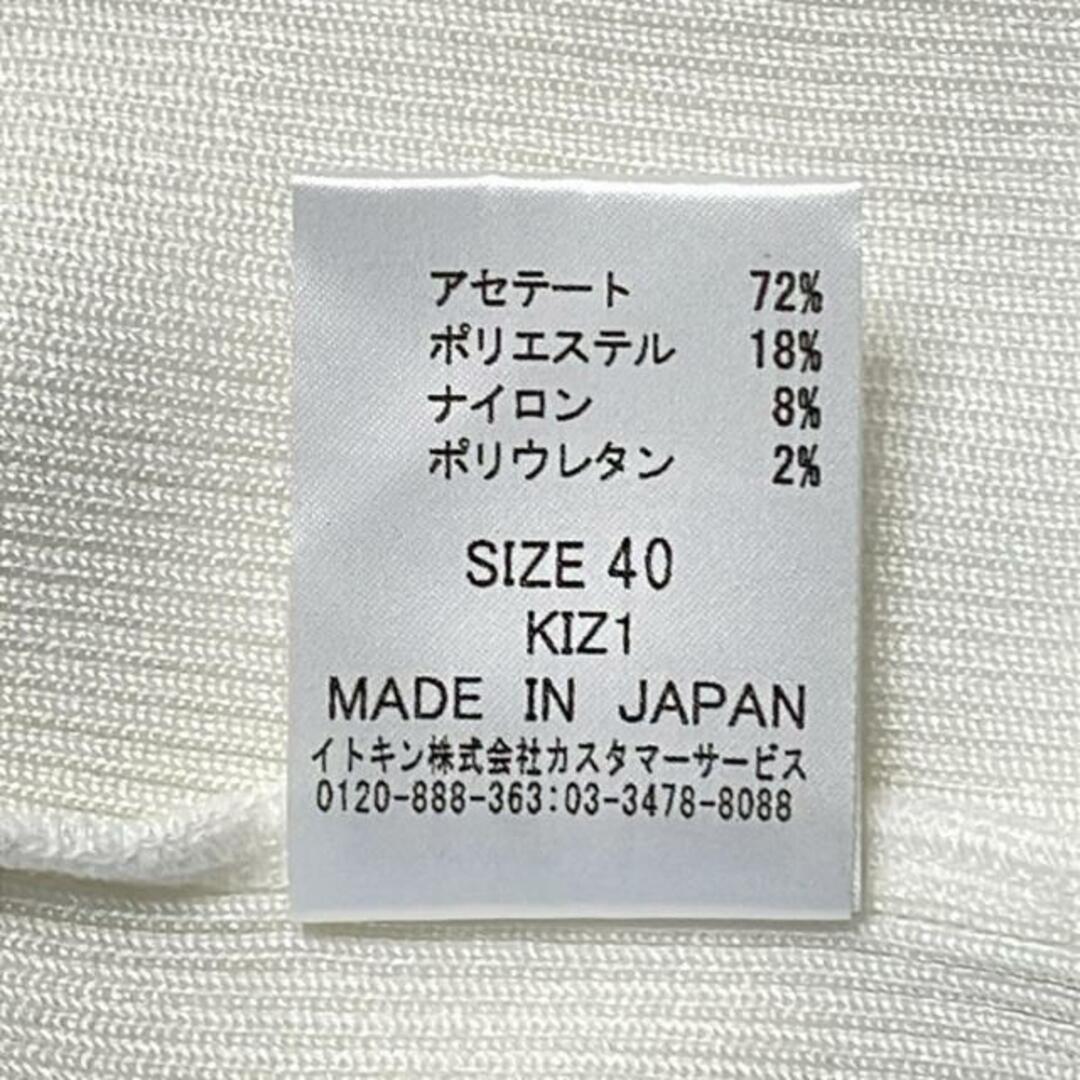 アセテート 72%
ポリエステル 18%
ナイロン 8%
ポリウレタン 2%
SIZE 40
KIZ1
MADE IN JAPAN
イトキン株式会社カスタマーサービス
0120-888-363:03-3478-8088